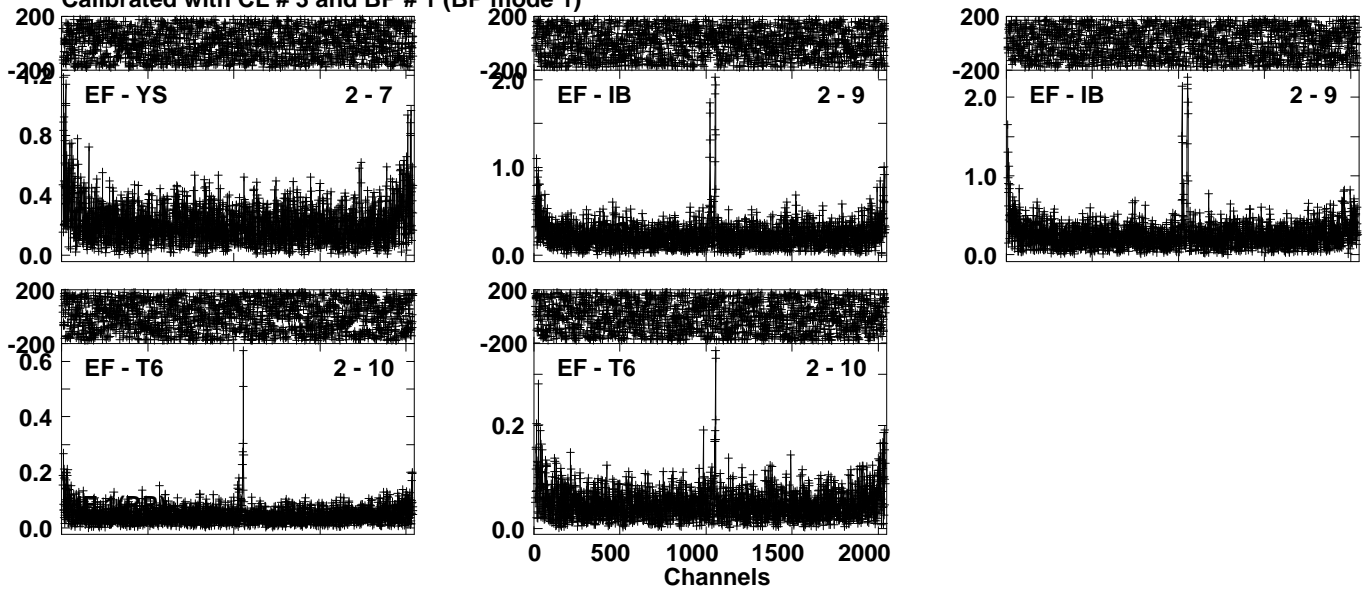 Calibrated with CL # 3 and BP # 1 (BP mode 1)
200 200 200
-200 -200 -200
1.2 EF - YS 2 - 7 2.0 EF - IB 2 - 9 2.0 EF - IB 2 - 9
0.8
0.4 1.0 1.0
0.0 0.0 0.0
200 200
-200 -200
0.6 EF - T6 2 - 10 EF - T6 2 - 10
0.4 0.2
0.2
0.0 0.0
0 500 1000 1500 2000
Channels